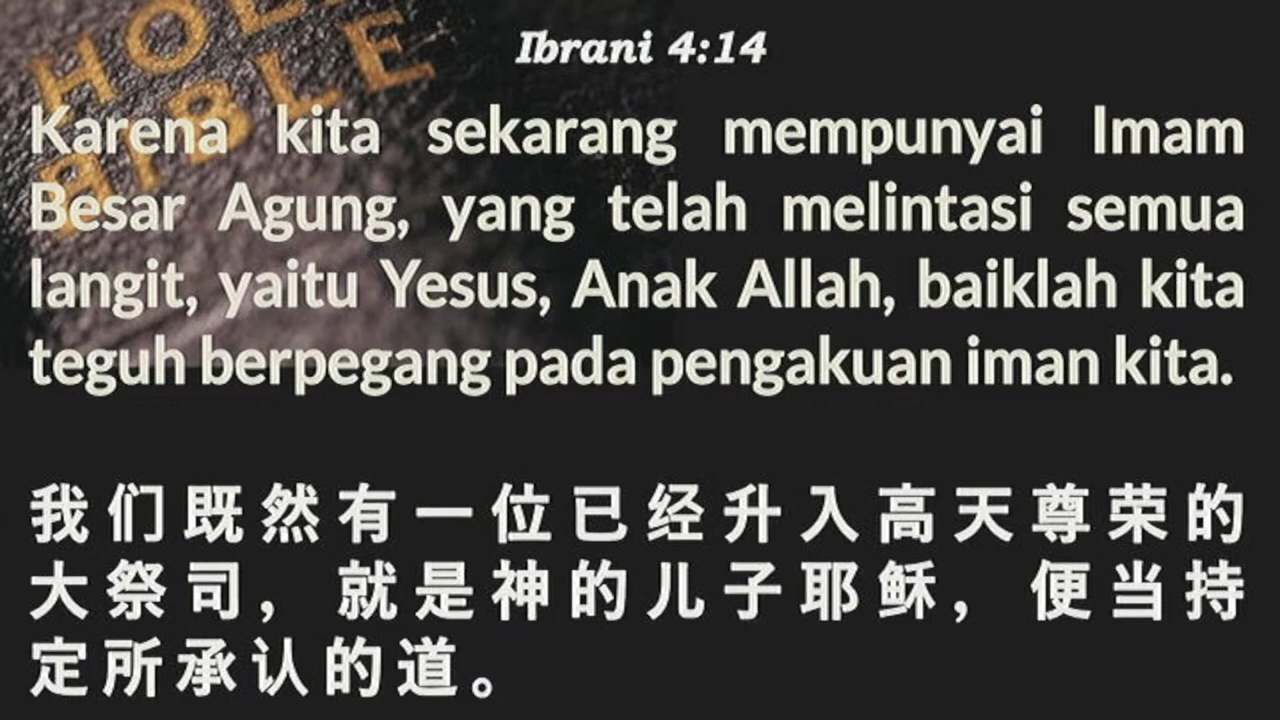 HOLY
BIBLE
Ibrani 4:14
Karena kita sekarang mempunyai Imam
Besar Agung, yang telah melintasi semua
langit, yaitu Yesus, Anak Allah, baiklah kita
teguh berpegang pada pengakuan iman kita.
我们既然有一位已经升入高天尊荣的
大祭司，就是神的儿子耶稣，便当持
定所承认的道。